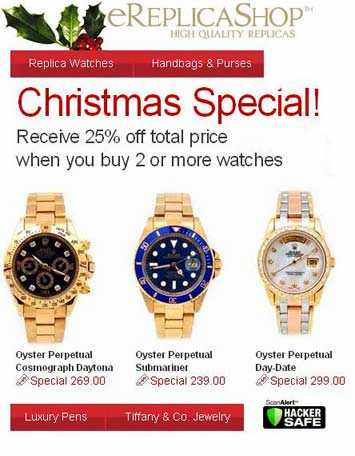 eReplicaShop™
HIGH QUALITY REPLICAS
Replica Watches Handbags & Purses
Christmas Special!
Receive 25% off total price
when you buy 2 or more watches
Oyster Perpetual Oyster Perpetual Oyster Perpetual
Cosmograph Daytona Submariner Day-Date
Special 269.00 Special 239.00 Special 299.00
Luxury Pens Tiffany & Co. Jewelry
ScanAlert™
HACKER
SAFE